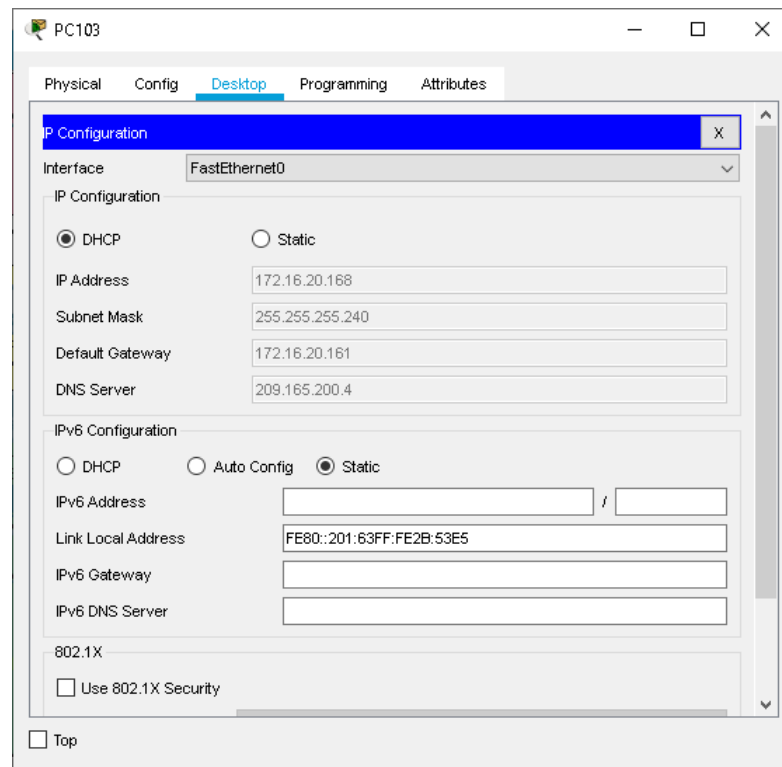 PC103
Physical Config Desktop Programming Attributes
IP Configuration X
Interface FastEthernet0
IP Configuration
DHCP Static
IP Address 172.16.20.168
Subnet Mask 255.255.255.240
Default Gateway 172.16.20.161
DNS Server 209.165.200.4
IPv6 Configuration
DHCP Auto Config Static
IPv6 Address /
Link Local Address FE80::201:63FF:FE2B:53E5
IPv6 Gateway
IPv6 DNS Server
802.1X
Use 802.1X Security
Top